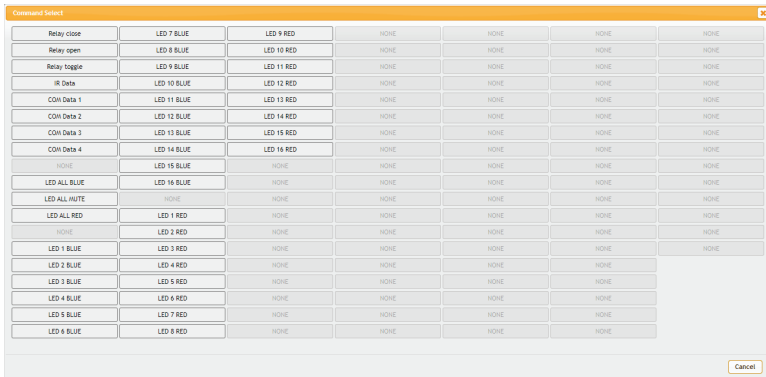 Command Select
Relay close LED 7 BLUE LED 9 RED NONE NONE NONE NONE
Relay open LED 8 BLUE LED 10 RED NONE NONE NONE NONE
Relay toggle LED 9 BLUE LED 11 RED NONE NONE NONE NONE
IR Data LED 10 BLUE LED 12 RED NONE NONE NONE NONE
COM Data 1 LED 11 BLUE LED 13 RED NONE NONE NONE NONE
COM Data 2 LED 12 BLUE LED 14 RED NONE NONE NONE NONE
COM Data 3 LED 13 BLUE LED 15 RED NONE NONE NONE NONE
COM Data 4 LED 14 BLUE LED 16 RED NONE NONE NONE NONE
NONE LED 15 BLUE NONE NONE NONE NONE NONE
LED ALL BLUE LED 16 BLUE NONE NONE NONE NONE NONE
LED ALL MUTE NONE NONE NONE NONE NONE NONE
LED ALL RED LED 1 RED NONE NONE NONE NONE NONE
NONE LED 2 RED NONE NONE NONE NONE NONE
LED 1 BLUE LED 3 RED NONE NONE NONE NONE NONE
LED 2 BLUE LED 4 RED NONE NONE NONE NONE
LED 3 BLUE LED 5 RED NONE NONE NONE NONE
LED 4 BLUE LED 6 RED NONE NONE NONE NONE
LED 5 BLUE LED 7 RED NONE NONE NONE NONE
LED 6 BLUE LED 8 RED NONE NONE NONE NONE
Cancel